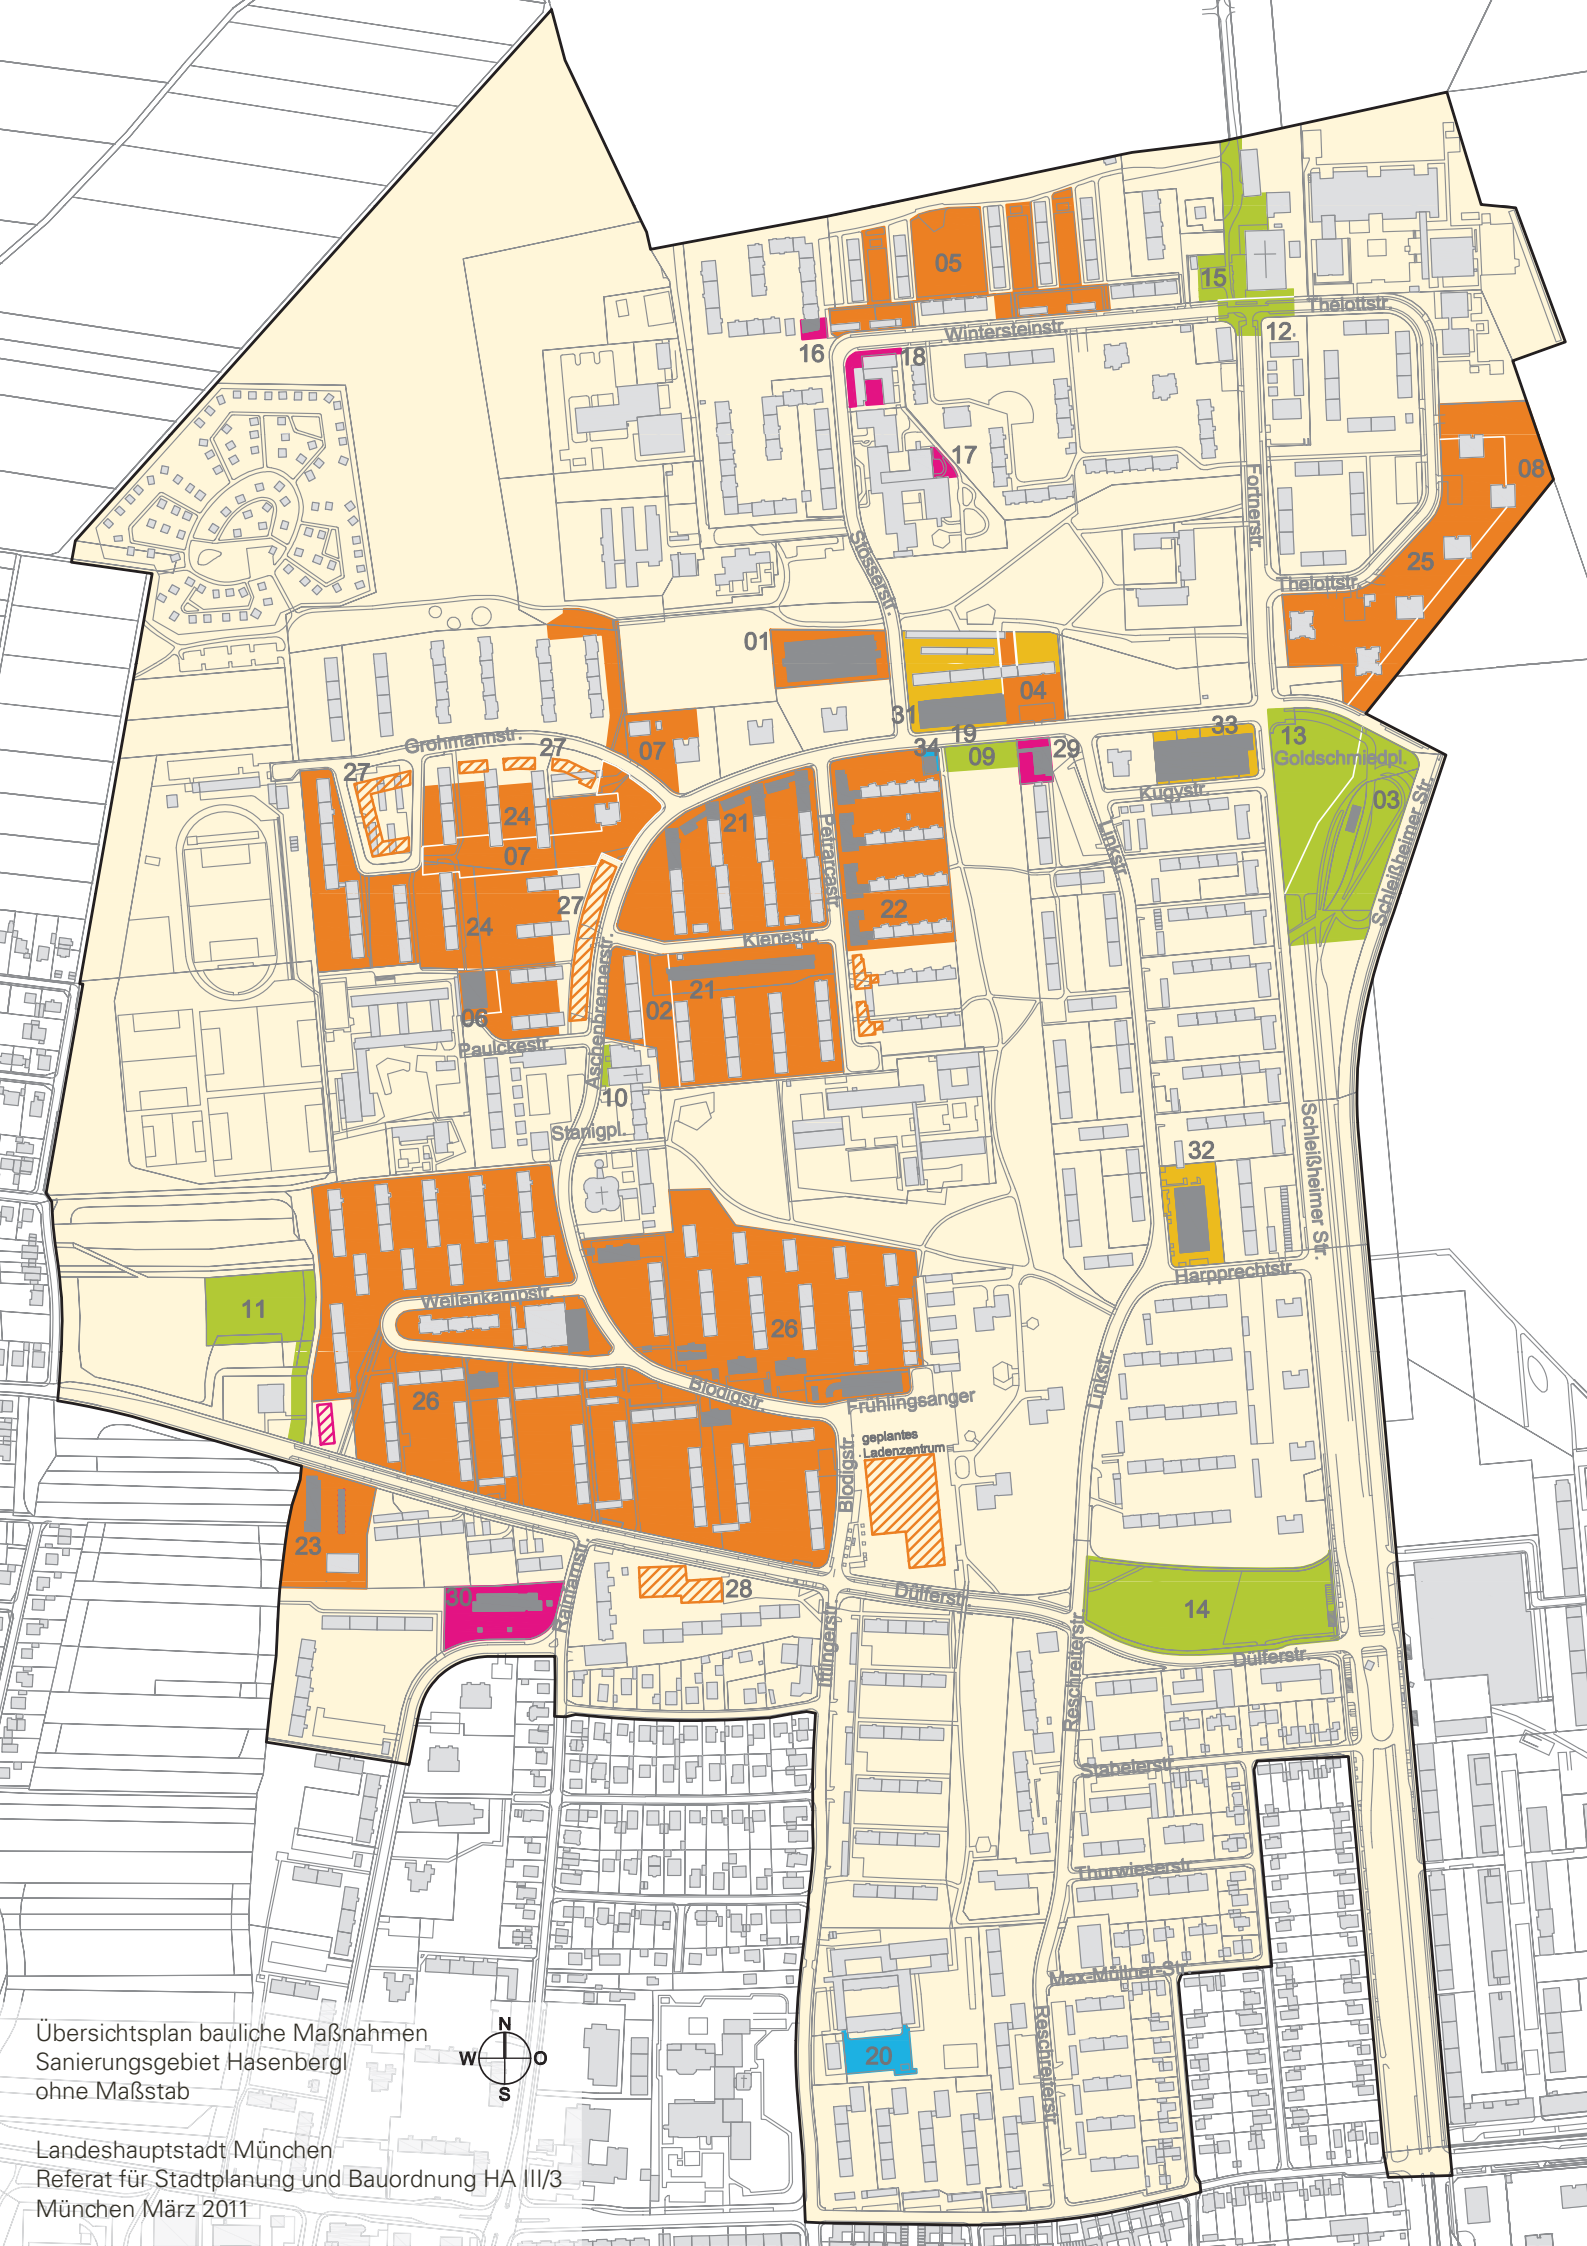 05
15
Thelottstr.
Wintersteinstr.
12
16
18
17
08
Fortnerstr.
Stösserstr.
25
Thelottstr.
01
04
31
19
33
13
Grohmannstr.
27
07
34
09
29
Goldschmiedpl.
27
Kugystr.
03
24
21
Petrarcastr.
Linkstr.
Schleißheimer Str.
07
27
22
24
Klenestr.
Aschenbrennerstr.
21
02
06
Paulckestr.
10
Stanigpl.
Schleißheimer Str.
32
Harpprechtstr.
11
Wellenkampstr.
26
Linkstr.
26
Blodigstr.
Frühlingsanger
geplantes
Ladenzentrum
Blodigstr.
23
30
Rainfarnstr.
28
Dülferstr.
14
Ittlingerstr.
Reschreiterstr.
Dülferstr.
Stabelerstr.
Thurwieserstr.
Max-Müllner-Str.
20
Reschreiterstr.
Übersichtsplan bauliche Maßnahmen
Sanierungsgebiet Hasenbergl
ohne Maßstab
N
W O
S
Landeshauptstadt München
Referat für Stadtplanung und Bauordnung HA III/3
München März 2011